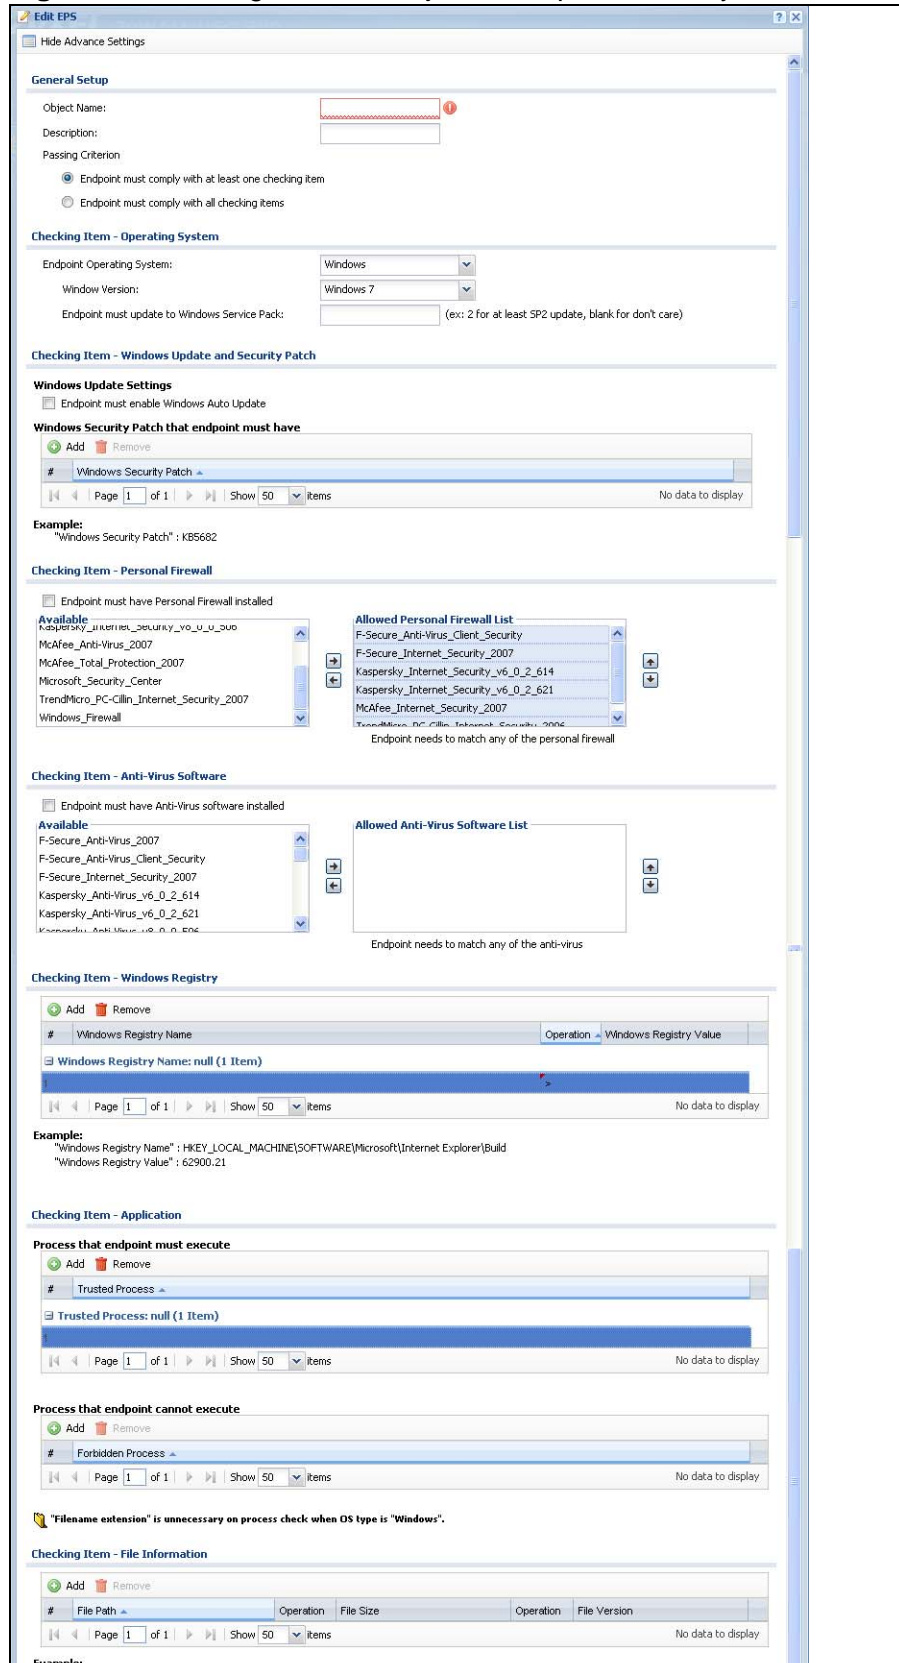 Edit EPS
Hide Advance Settings
General Setup
Object Name:
Description:
Passing Criterion
Endpoint must comply with at least one checking item
Endpoint must comply with all checking items
Checking Item - Operating System
Endpoint Operating System: Windows
Window Version: Windows 7
Endpoint must update to Windows Service Pack: (ex: 2 for at least SP2 update, blank for don't care)
Checking Item - Windows Update and Security Patch
Windows Update Settings
Endpoint must enable Windows Auto Update
Windows Security Patch that endpoint must have
Add Remove
# Windows Security Patch
Page 1 of 1 Show 50 items No data to display
Example:
"Windows Security Patch" : KB5682
Checking Item - Personal Firewall
Endpoint must have Personal Firewall installed
Available
Kaspersky_Internet_Security_v8_0_0_506
McAfee_Anti-Virus_2007
McAfee_Total_Protection_2007
Microsoft_Security_Center
TrendMicro_PC-Cillin_Internet_Security_2007
Windows_Firewall
Allowed Personal Firewall List
F-Secure_Anti-Virus_Client_Security
F-Secure_Internet_Security_2007
Kaspersky_Internet_Security_v6_0_2_614
Kaspersky_Internet_Security_v6_0_2_621
McAfee_Internet_Security_2007
TrendMicro_PC-Cillin_Internet_Security_2006
Endpoint needs to match any of the personal firewall
Checking Item - Anti-Virus Software
Endpoint must have Anti-Virus software installed
Available
F-Secure_Anti-Virus_2007
F-Secure_Anti-Virus_Client_Security
F-Secure_Internet_Security_2007
Kaspersky_Anti-Virus_v6_0_2_614
Kaspersky_Anti-Virus_v6_0_2_621
Kaspersky_Anti-Virus_v8_0_0_506
Allowed Anti-Virus Software List
Endpoint needs to match any of the anti-virus
Checking Item - Windows Registry
Add Remove
# Windows Registry Name Operation Windows Registry Value
Windows Registry Name: null (1 Item)
1 >
Page 1 of 1 Show 50 items No data to display
Example:
"Windows Registry Name" : HKEY_LOCAL_MACHINE\SOFTWARE\Microsoft\Internet Explorer\Build
"Windows Registry Value" : 62900.21
Checking Item - Application
Process that endpoint must execute
Add Remove
# Trusted Process
Trusted Process: null (1 Item)
1
Page 1 of 1 Show 50 items No data to display
Process that endpoint cannot execute
Add Remove
# Forbidden Process
Page 1 of 1 Show 50 items No data to display
"Filename extension" is unnecessary on process check when OS type is "Windows".
Checking Item - File Information
Add Remove
# File Path Operation File Size Operation File Version
Page 1 of 1 Show 50 items No data to display
Example: